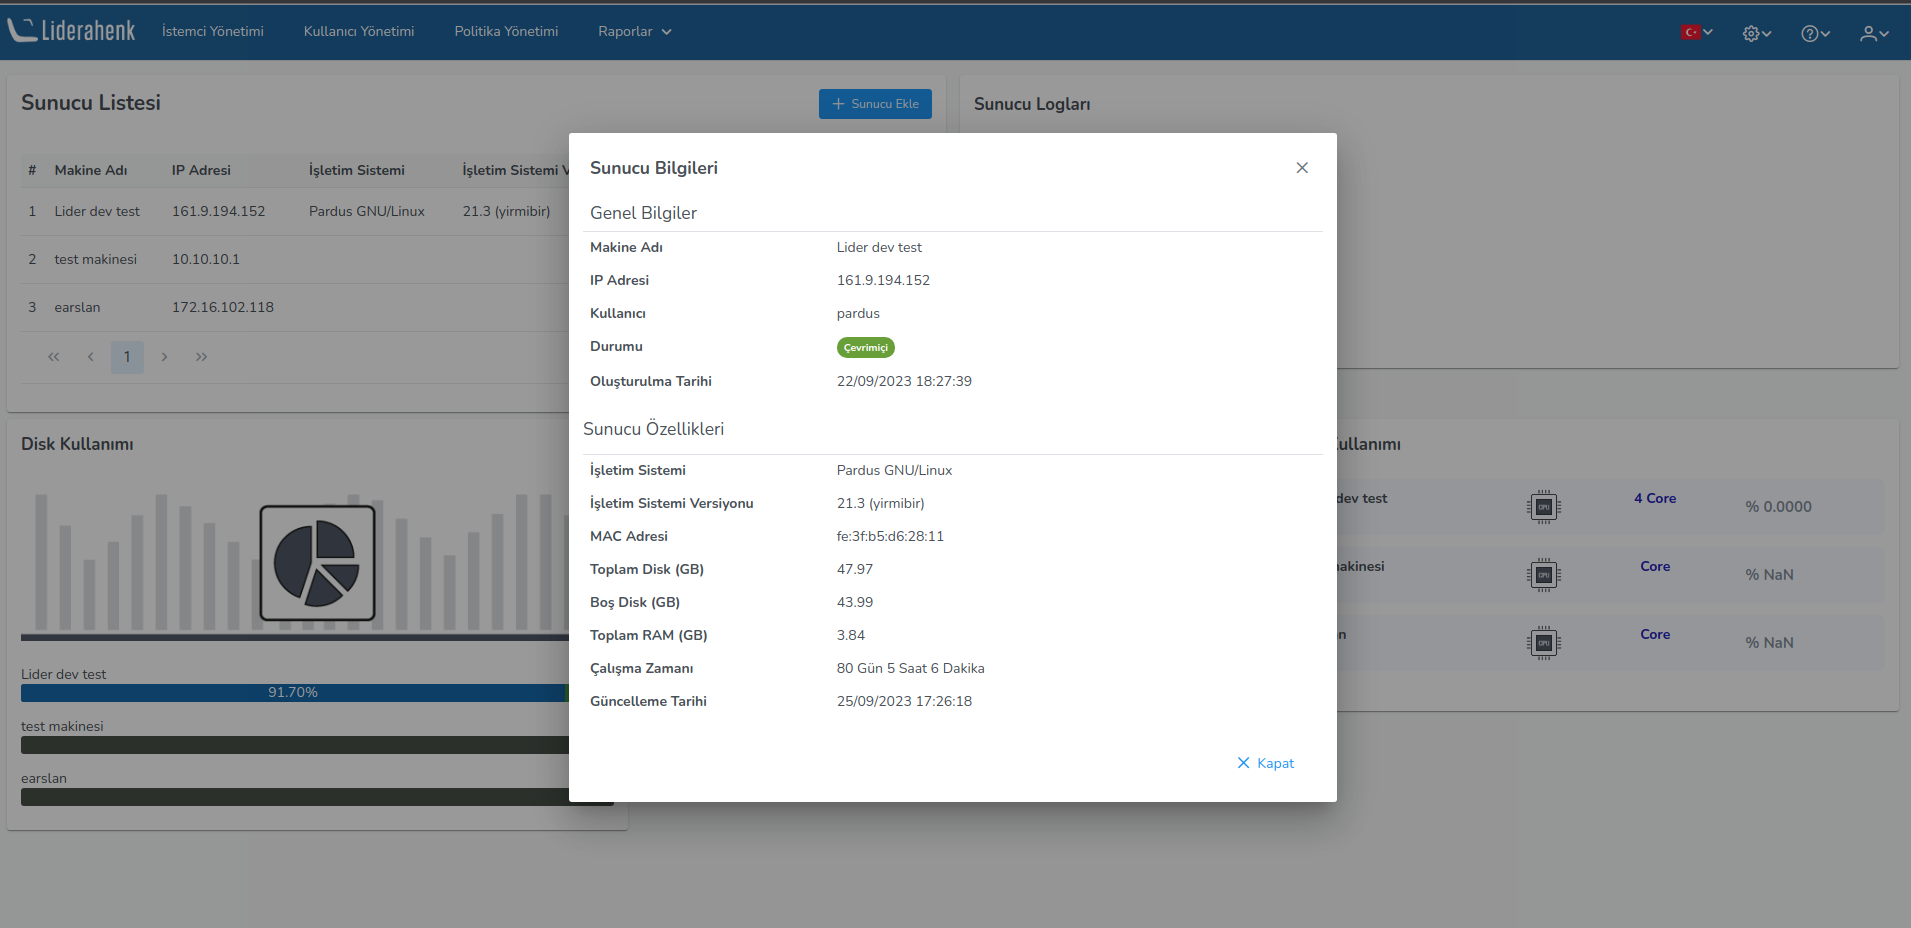 Liderahenk
İstemci Yönetimi
Kullanıcı Yönetimi
Politika Yönetimi
Raporlar
Sunucu Listesi
Sunucu Ekle
# Makine Adı IP Adresi İşletim Sistemi İşletim Sistemi V
1 Lider dev test 161.9.194.152 Pardus GNU/Linux 21.3 (yirmibir)
2 test makinesi 10.10.10.1
3 earslan 172.16.102.118
1
Sunucu Logları
Sunucu Bilgileri
Genel Bilgiler
Makine Adı Lider dev test
IP Adresi 161.9.194.152
Kullanıcı pardus
Durumu Çevrimiçi
Oluşturulma Tarihi 22/09/2023 18:27:39
Sunucu Özellikleri
İşletim Sistemi Pardus GNU/Linux
İşletim Sistemi Versiyonu 21.3 (yirmibir)
MAC Adresi fe:3f:b5:d6:28:11
Toplam Disk (GB) 47.97
Boş Disk (GB) 43.99
Toplam RAM (GB) 3.84
Çalışma Zamanı 80 Gün 5 Saat 6 Dakika
Güncelleme Tarihi 25/09/2023 17:26:18
Kapat
Disk Kullanımı
Lider dev test
91.70%
test makinesi
earslan
ullanımı
dev test CPU 4 Core % 0.0000
akinesi CPU Core % NaN
n CPU Core % NaN